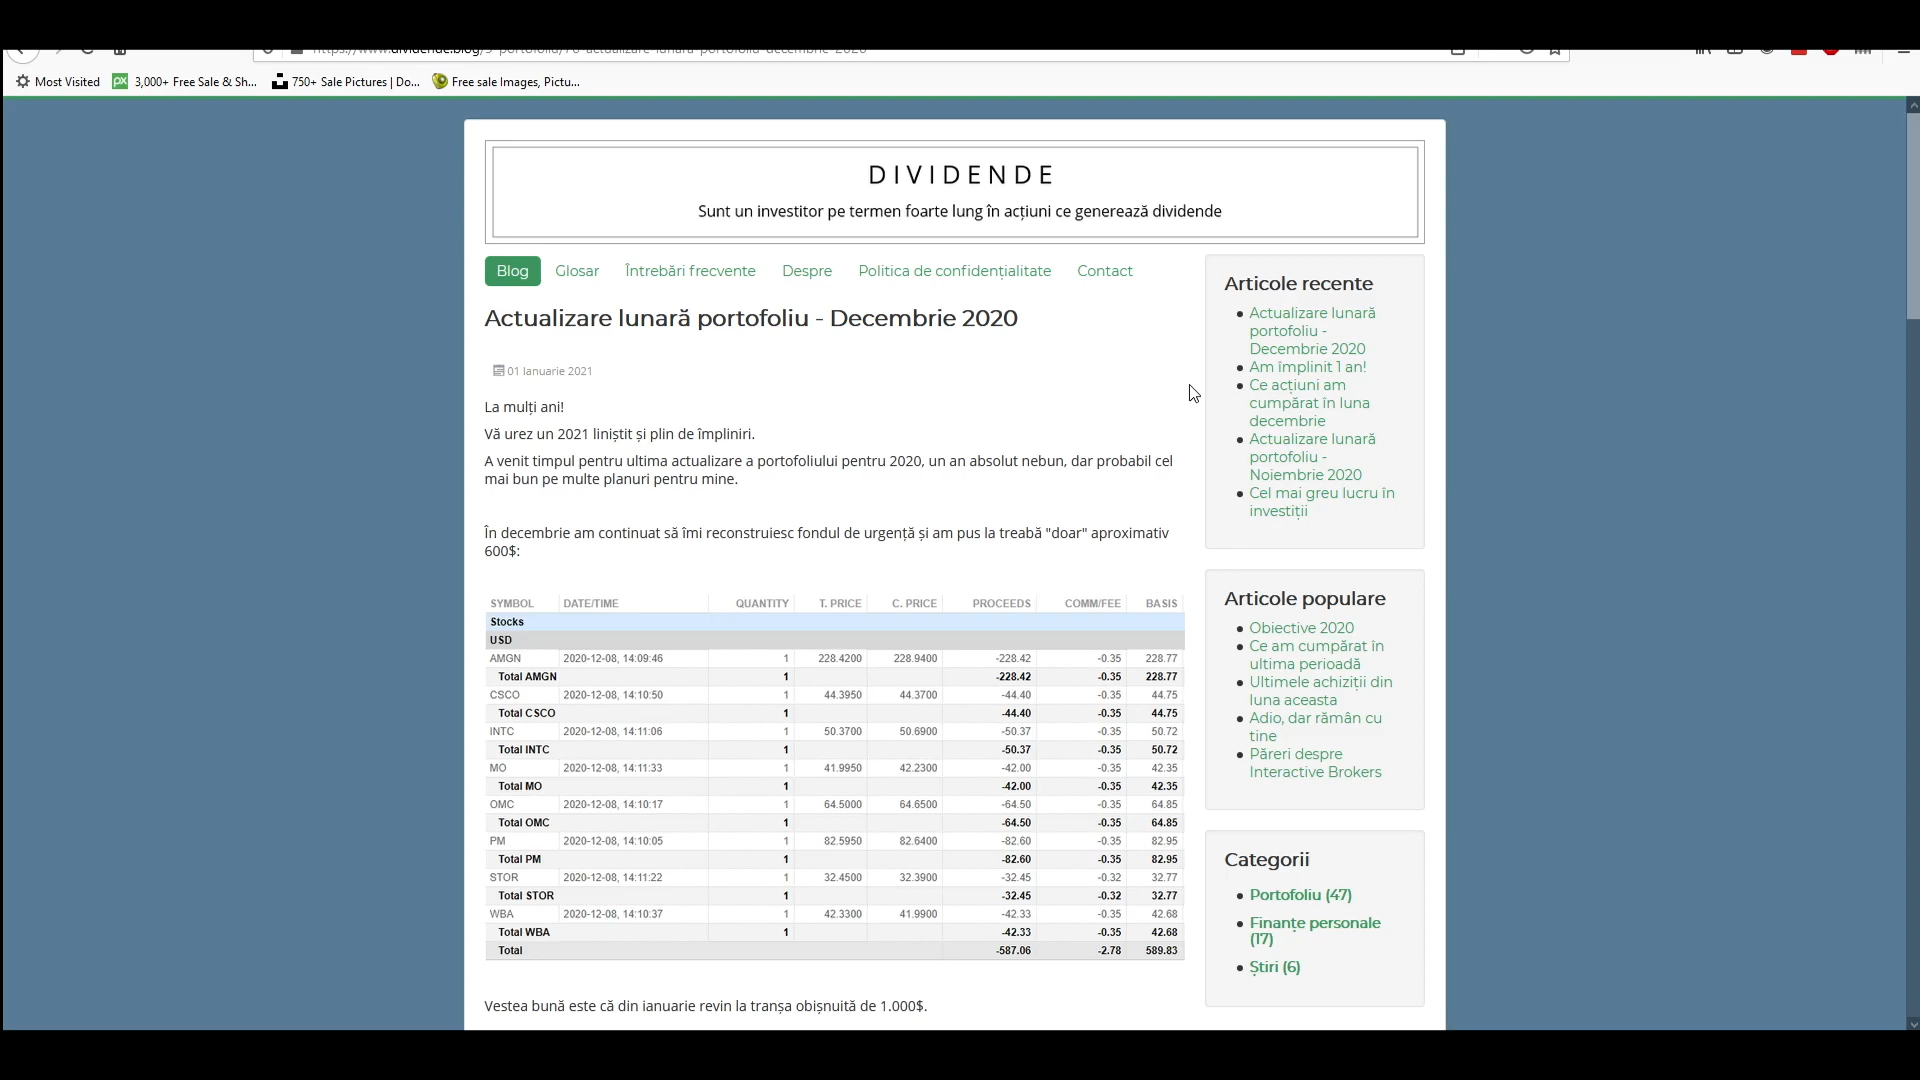 https://www.dividende.blog/9-portofoliu/76-actualizare-lunara-portofoliu-decembrie-2020
Most Visited 3,000+ Free Sale & Sh... 750+ Sale Pictures | Do... Free sale Images, Pictu...
DIVIDENDE
Sunt un investitor pe termen foarte lung în acțiuni ce generează dividende
Blog Glosar Întrebări frecvente Despre Politica de confidențialitate Contact
Actualizare lunară portofoliu - Decembrie 2020
01 Ianuarie 2021
La mulți ani!
Vă urez un 2021 liniștit și plin de împliniri.
A venit timpul pentru ultima actualizare a portofoliului pentru 2020, un an absolut nebun, dar probabil cel
mai bun pe multe planuri pentru mine.
În decembrie am continuat să îmi reconstruiesc fondul de urgență și am pus la treabă "doar" aproximativ
600$:
SYMBOL DATE/TIME QUANTITY T. PRICE C. PRICE PROCEEDS COMM/FEE BASIS
Stocks
USD
AMGN 2020-12-08, 14:09:46 1 228.4200 228.9400 -228.42 -0.35 228.77
Total AMGN 1 -228.42 -0.35 228.77
CSCO 2020-12-08, 14:10:50 1 44.3950 44.3700 -44.40 -0.35 44.75
Total CSCO 1 -44.40 -0.35 44.75
INTC 2020-12-08, 14:11:06 1 50.3700 50.6900 -50.37 -0.35 50.72
Total INTC 1 -50.37 -0.35 50.72
MO 2020-12-08, 14:11:33 1 41.9950 42.2300 -42.00 -0.35 42.35
Total MO 1 -42.00 -0.35 42.35
OMC 2020-12-08, 14:10:17 1 64.5000 64.6500 -64.50 -0.35 64.85
Total OMC 1 -64.50 -0.35 64.85
PM 2020-12-08, 14:10:05 1 82.5950 82.6400 -82.60 -0.35 82.95
Total PM 1 -82.60 -0.35 82.95
STOR 2020-12-08, 14:11:22 1 32.4500 32.3900 -32.45 -0.32 32.77
Total STOR 1 -32.45 -0.32 32.77
WBA 2020-12-08, 14:10:37 1 42.3300 41.9900 -42.33 -0.35 42.68
Total WBA 1 -42.33 -0.35 42.68
Total -587.06 -2.78 589.83
Vestea bună este că din ianuarie revin la tranșa obișnuită de 1.000$.
Articole recente
Actualizare lunară
portofoliu -
Decembrie 2020
Am împlinit 1 an!
Ce acțiuni am
cumpărat în luna
decembrie
Actualizare lunară
portofoliu -
Noiembrie 2020
Cel mai greu lucru în
investiții
Articole populare
Obiective 2020
Ce am cumpărat în
ultima perioadă
Ultimele achiziții din
luna aceasta
Adio, dar rămân cu
tine
Păreri despre
Interactive Brokers
Categorii
Portofoliu (47)
Finanțe personale
(17)
Știri (6)